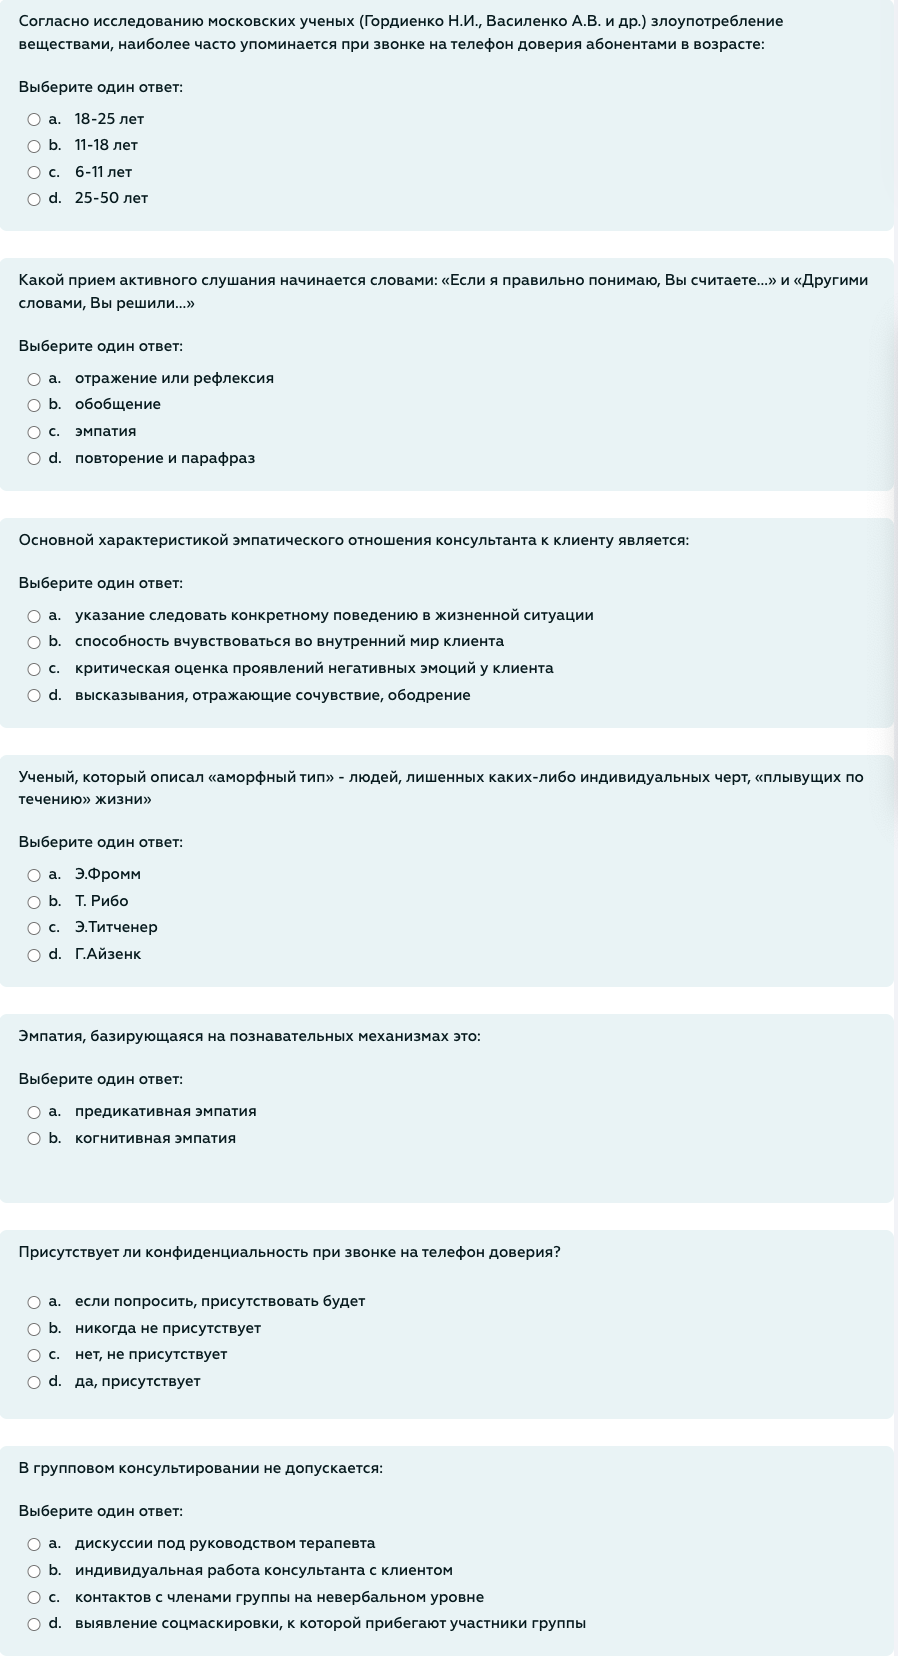 Согласно исследованию московских ученых (Гордиенко Н.И., Василенко А.В. и др.) злоупотребление
веществами, наиболее часто упоминается при звонке на телефон доверия абонентами в возрасте:
Выберите один ответ:
a. 18-25 лет
b. 11-18 лет
c. 6-11 лет
d. 25-50 лет
Какой прием активного слушания начинается словами: «Если я правильно понимаю, Вы считаете...» и «Другими
словами, Вы решили...»
Выберите один ответ:
a. отражение или рефлексия
b. обобщение
c. эмпатия
d. повторение и парафраз
Основной характеристикой эмпатического отношения консультанта к клиенту является:
Выберите один ответ:
a. указание следовать конкретному поведению в жизненной ситуации
b. способность вчувствоваться во внутренний мир клиента
c. критическая оценка проявлений негативных эмоций у клиента
d. высказывания, отражающие сочувствие, ободрение
Ученый, который описал «аморфный тип» - людей, лишенных каких-либо индивидуальных черт, «плывущих по
течению» жизни»
Выберите один ответ:
a. Э.Фромм
b. Т. Рибо
c. Э.Титченер
d. Г.Айзенк
Эмпатия, базирующаяся на познавательных механизмах это:
Выберите один ответ:
a. предикативная эмпатия
b. когнитивная эмпатия
Присутствует ли конфиденциальность при звонке на телефон доверия?
a. если попросить, присутствовать будет
b. никогда не присутствует
c. нет, не присутствует
d. да, присутствует
В групповом консультировании не допускается:
Выберите один ответ:
a. дискуссии под руководством терапевта
b. индивидуальная работа консультанта с клиентом
c. контактов с членами группы на невербальном уровне
d. выявление соцмаскировки, к которой прибегают участники группы